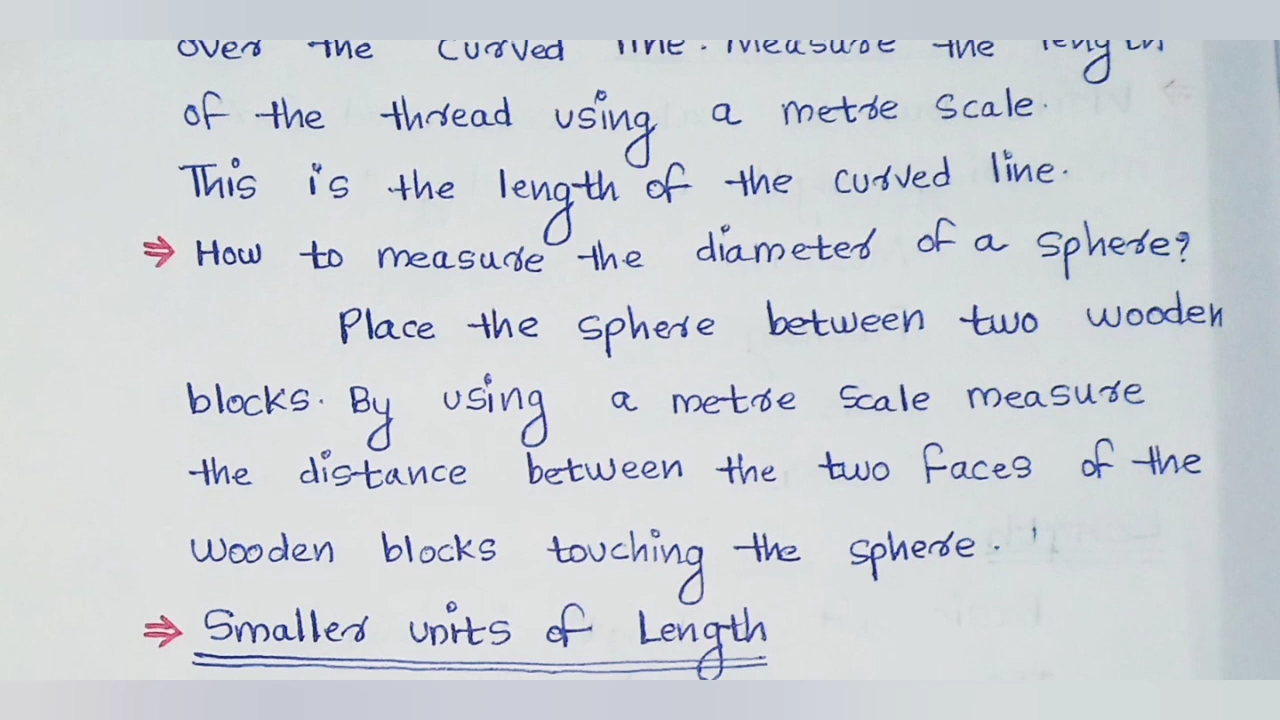 over the curved line. Measure the length
of the thread using a metre scale.
This is the length of the curved line.
⇒ How to measure the diameter of a sphere?
Place the sphere between two wooden
blocks. By using a metre scale measure
the distance between the two faces of the
wooden blocks touching the sphere.
⇒ Smaller units of Length